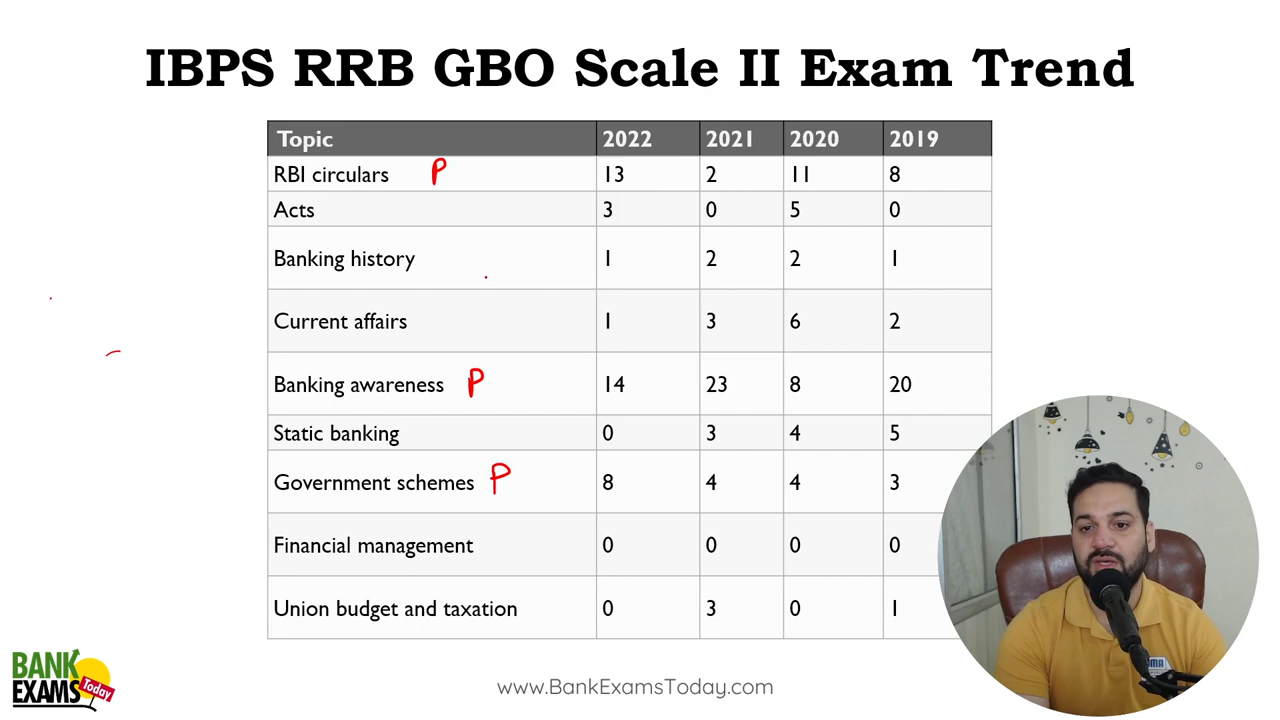 IBPS RRB GBO Scale II Exam Trend
Topic 2022 2021 2020 2019
RBI circulars P 13 2 11 8
Acts 3 0 5 0
Banking history 1 2 2 1
Current affairs 1 3 6 2
Banking awareness P 14 23 8 20
Static banking 0 3 4 5
Government schemes P 8 4 4 3
Financial management 0 0 0 0
Union budget and taxation 0 3 0 1
BANK
EXAMS
Today
www.BankExamsToday.com